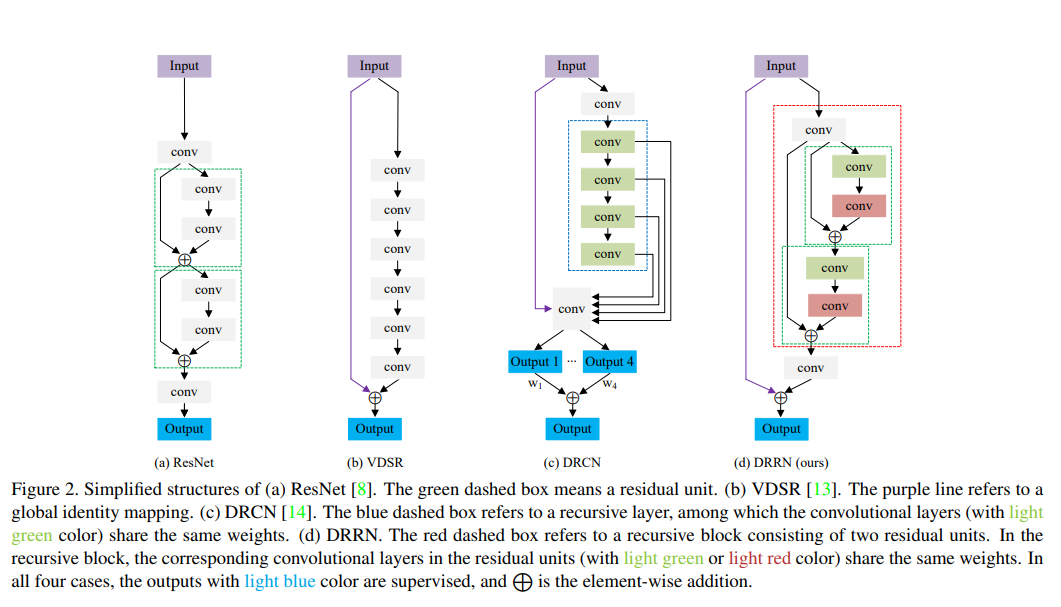 Input
conv
conv
conv
conv
conv
conv
Output
(a) ResNet
Input
conv
conv
conv
conv
conv
conv
Output
(b) VDSR
Input
conv
conv
conv
conv
conv
conv
Output 1 ··· Output 4
w1 w4
Output
(c) DRCN
Input
conv
conv
conv
conv
conv
conv
Output
(d) DRRN (ours)
Figure 2. Simplified structures of (a) ResNet [8]. The green dashed box means a residual unit. (b) VDSR [13]. The purple line refers to a
global identity mapping. (c) DRCN [14]. The blue dashed box refers to a recursive layer, among which the convolutional layers (with light
green color) share the same weights. (d) DRRN. The red dashed box refers to a recursive block consisting of two residual units. In the
recursive block, the corresponding convolutional layers in the residual units (with light green or light red color) share the same weights. In
all four cases, the outputs with light blue color are supervised, and ⊕ is the element-wise addition.